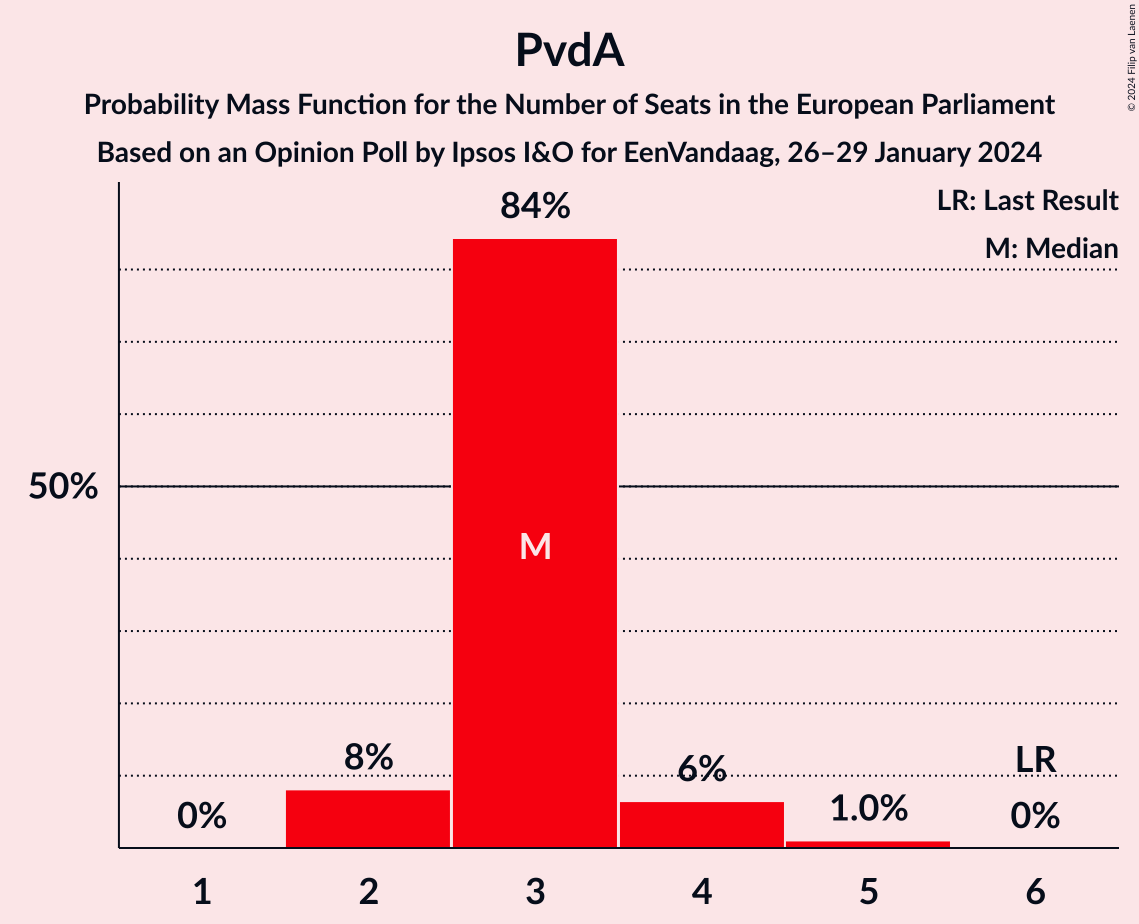 PvdA
Probability Mass Function for the Number of Seats in the European Parliament
Based on an Opinion Poll by Ipsos I&O for EenVandaag, 26–29 January 2024
© 2024 Filip van Laenen
LR: Last Result
M: Median
84%
50%
M
8%
6%
LR
0%
1.0%
0%
1 2 3 4 5 6